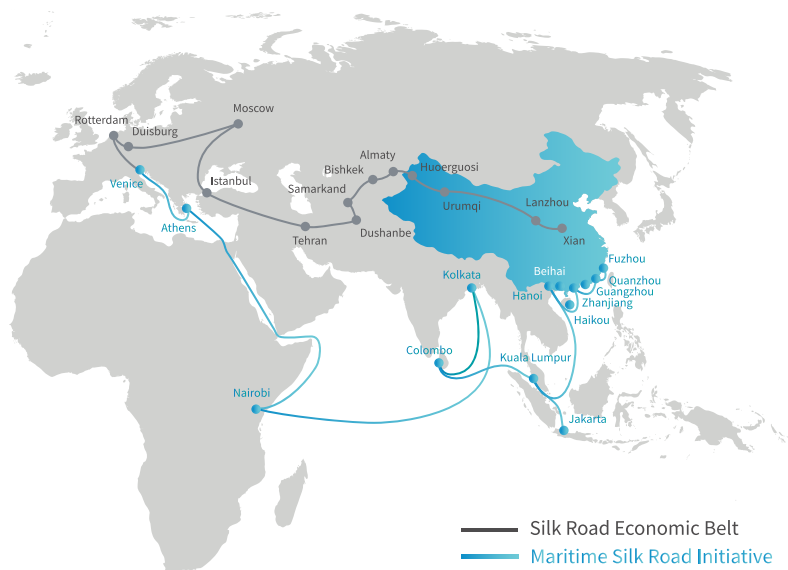 Moscow
Rotterdam
Duisburg
Almaty
Huoerguosi
Bishkek
Venice
Istanbul
Samarkand
Urumqi
Lanzhou
Athens
Tehran
Dushanbe
Xian
Fuzhou
Kolkata
Beihai
Quanzhou
Hanoi
Guangzhou
Zhanjiang
Haikou
Colombo
Kuala Lumpur
Nairobi
Jakarta
Silk Road Economic Belt
Maritime Silk Road Initiative